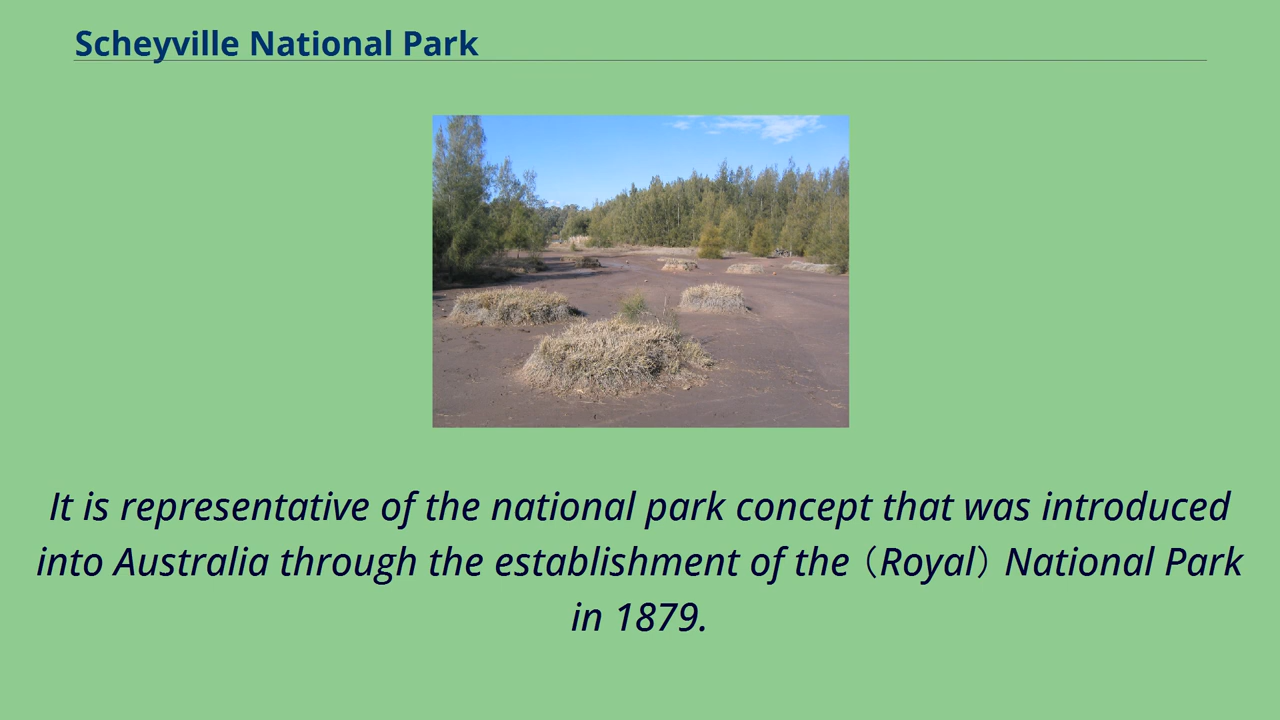 Scheyville National Park
It is representative of the national park concept that was introduced
into Australia through the establishment of the（Royal）National Park
in 1879.